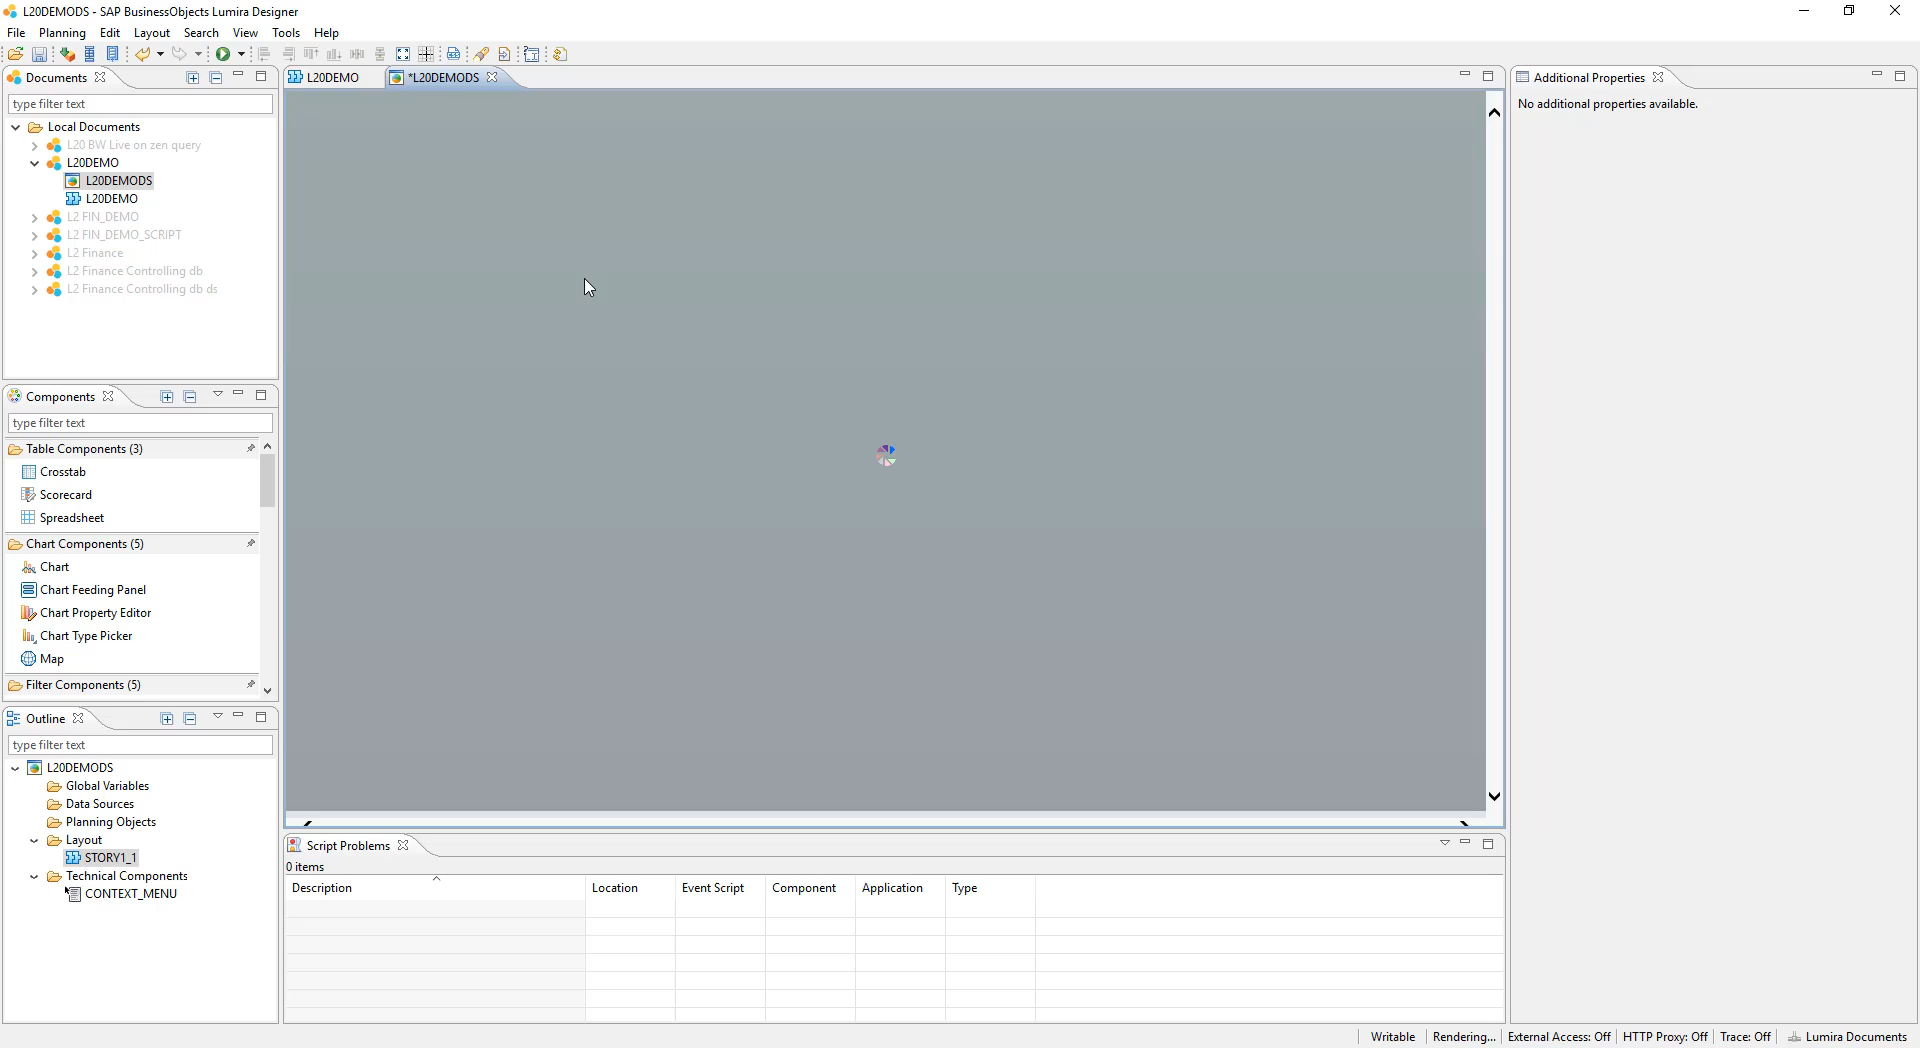 L20DEMODS - SAP BusinessObjects Lumira Designer
File Planning Edit Layout Search View Tools Help
Documents
type filter text
Local Documents
L20 BW Live on zen query
L20DEMO
L20DEMODS
L20DEMO
L2 FIN_DEMO
L2 FIN_DEMO_SCRIPT
L2 Finance
L2 Finance Controlling db
L2 Finance Controlling db ds
Components
type filter text
Table Components (3)
Crosstab
Scorecard
Spreadsheet
Chart Components (5)
Chart
Chart Feeding Panel
Chart Property Editor
Chart Type Picker
Map
Filter Components (5)
Outline
type filter text
L20DEMODS
Global Variables
Data Sources
Planning Objects
Layout
STORY1_1
Technical Components
CONTEXT_MENU
L20DEMO *L20DEMODS
Script Problems
0 items
Description Location Event Script Component Application Type
Additional Properties
No additional properties available.
Writable Rendering... External Access: Off HTTP Proxy: Off Trace: Off Lumira Documents